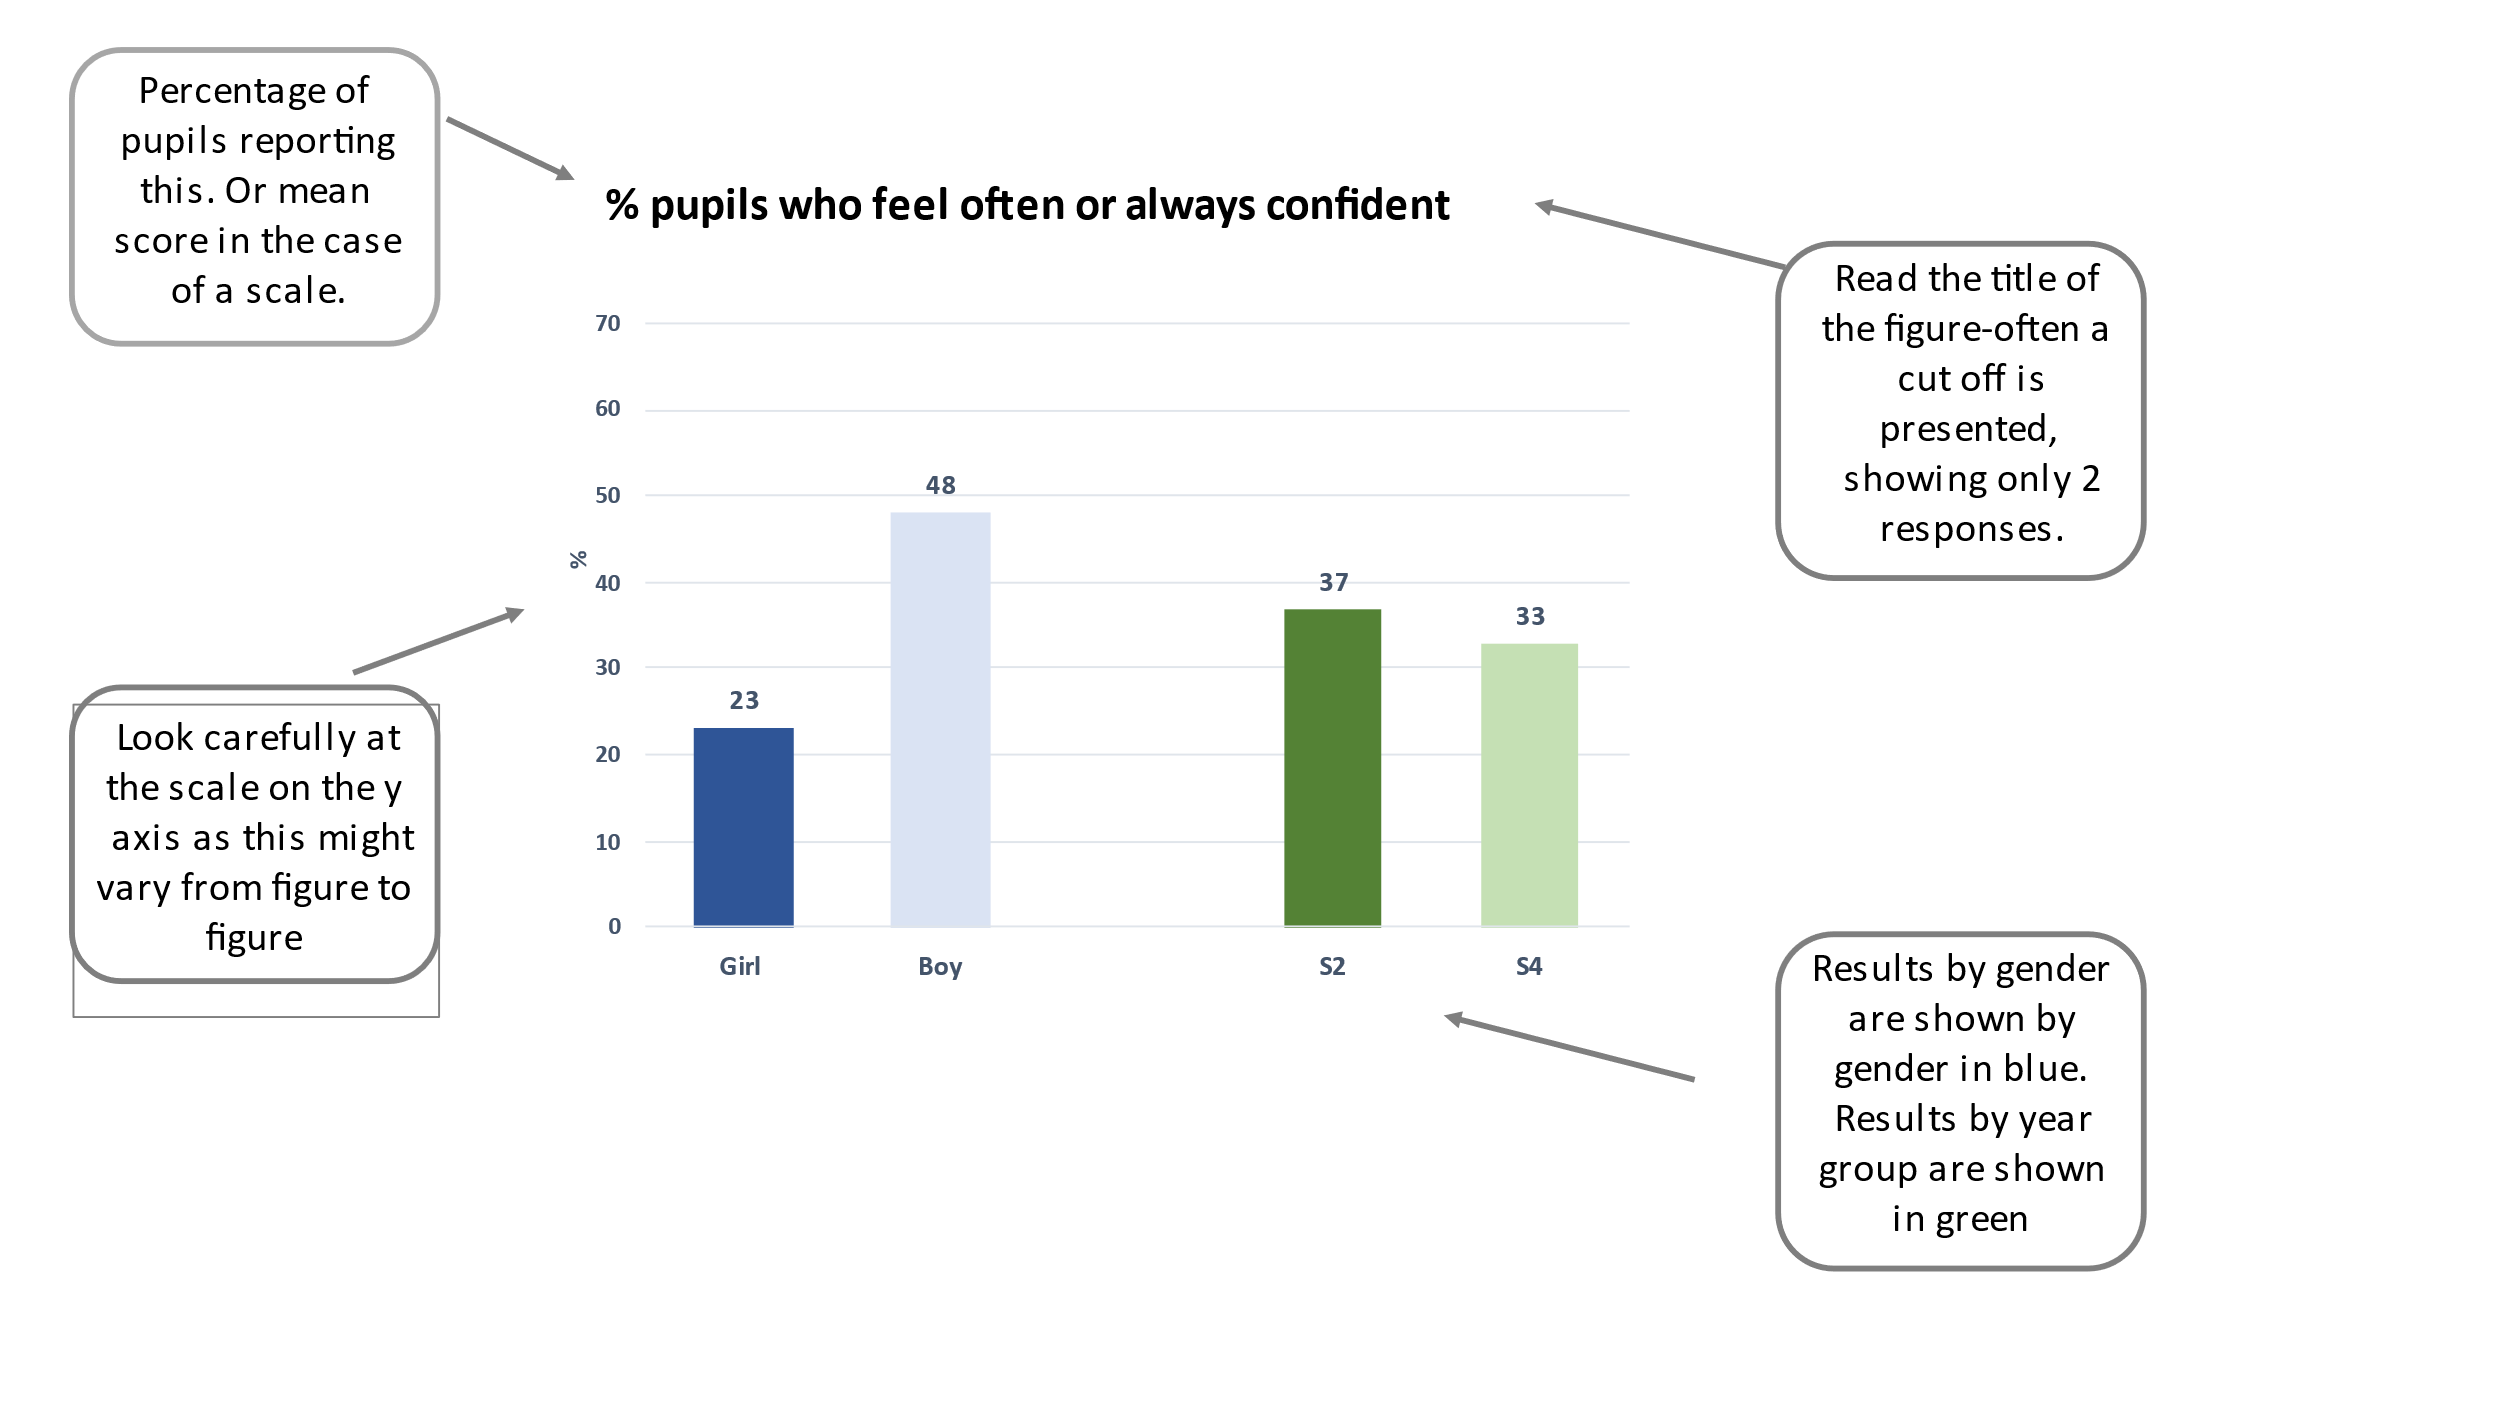 Percentage of
pupils reporting
this. Or mean
score in the case
of a scale.
% pupils who feel often or always confident
Read the title of
the figure-often a
cut off is
presented,
showing only 2
responses.
70
60
50
40
30
20
10
0
%
23
48
37
33
Girl
Boy
S2
S4
Look carefully at
the scale on the y
axis as this might
vary from figure to
figure
Results by gender
are shown by
gender in blue.
Results by year
group are shown
in green